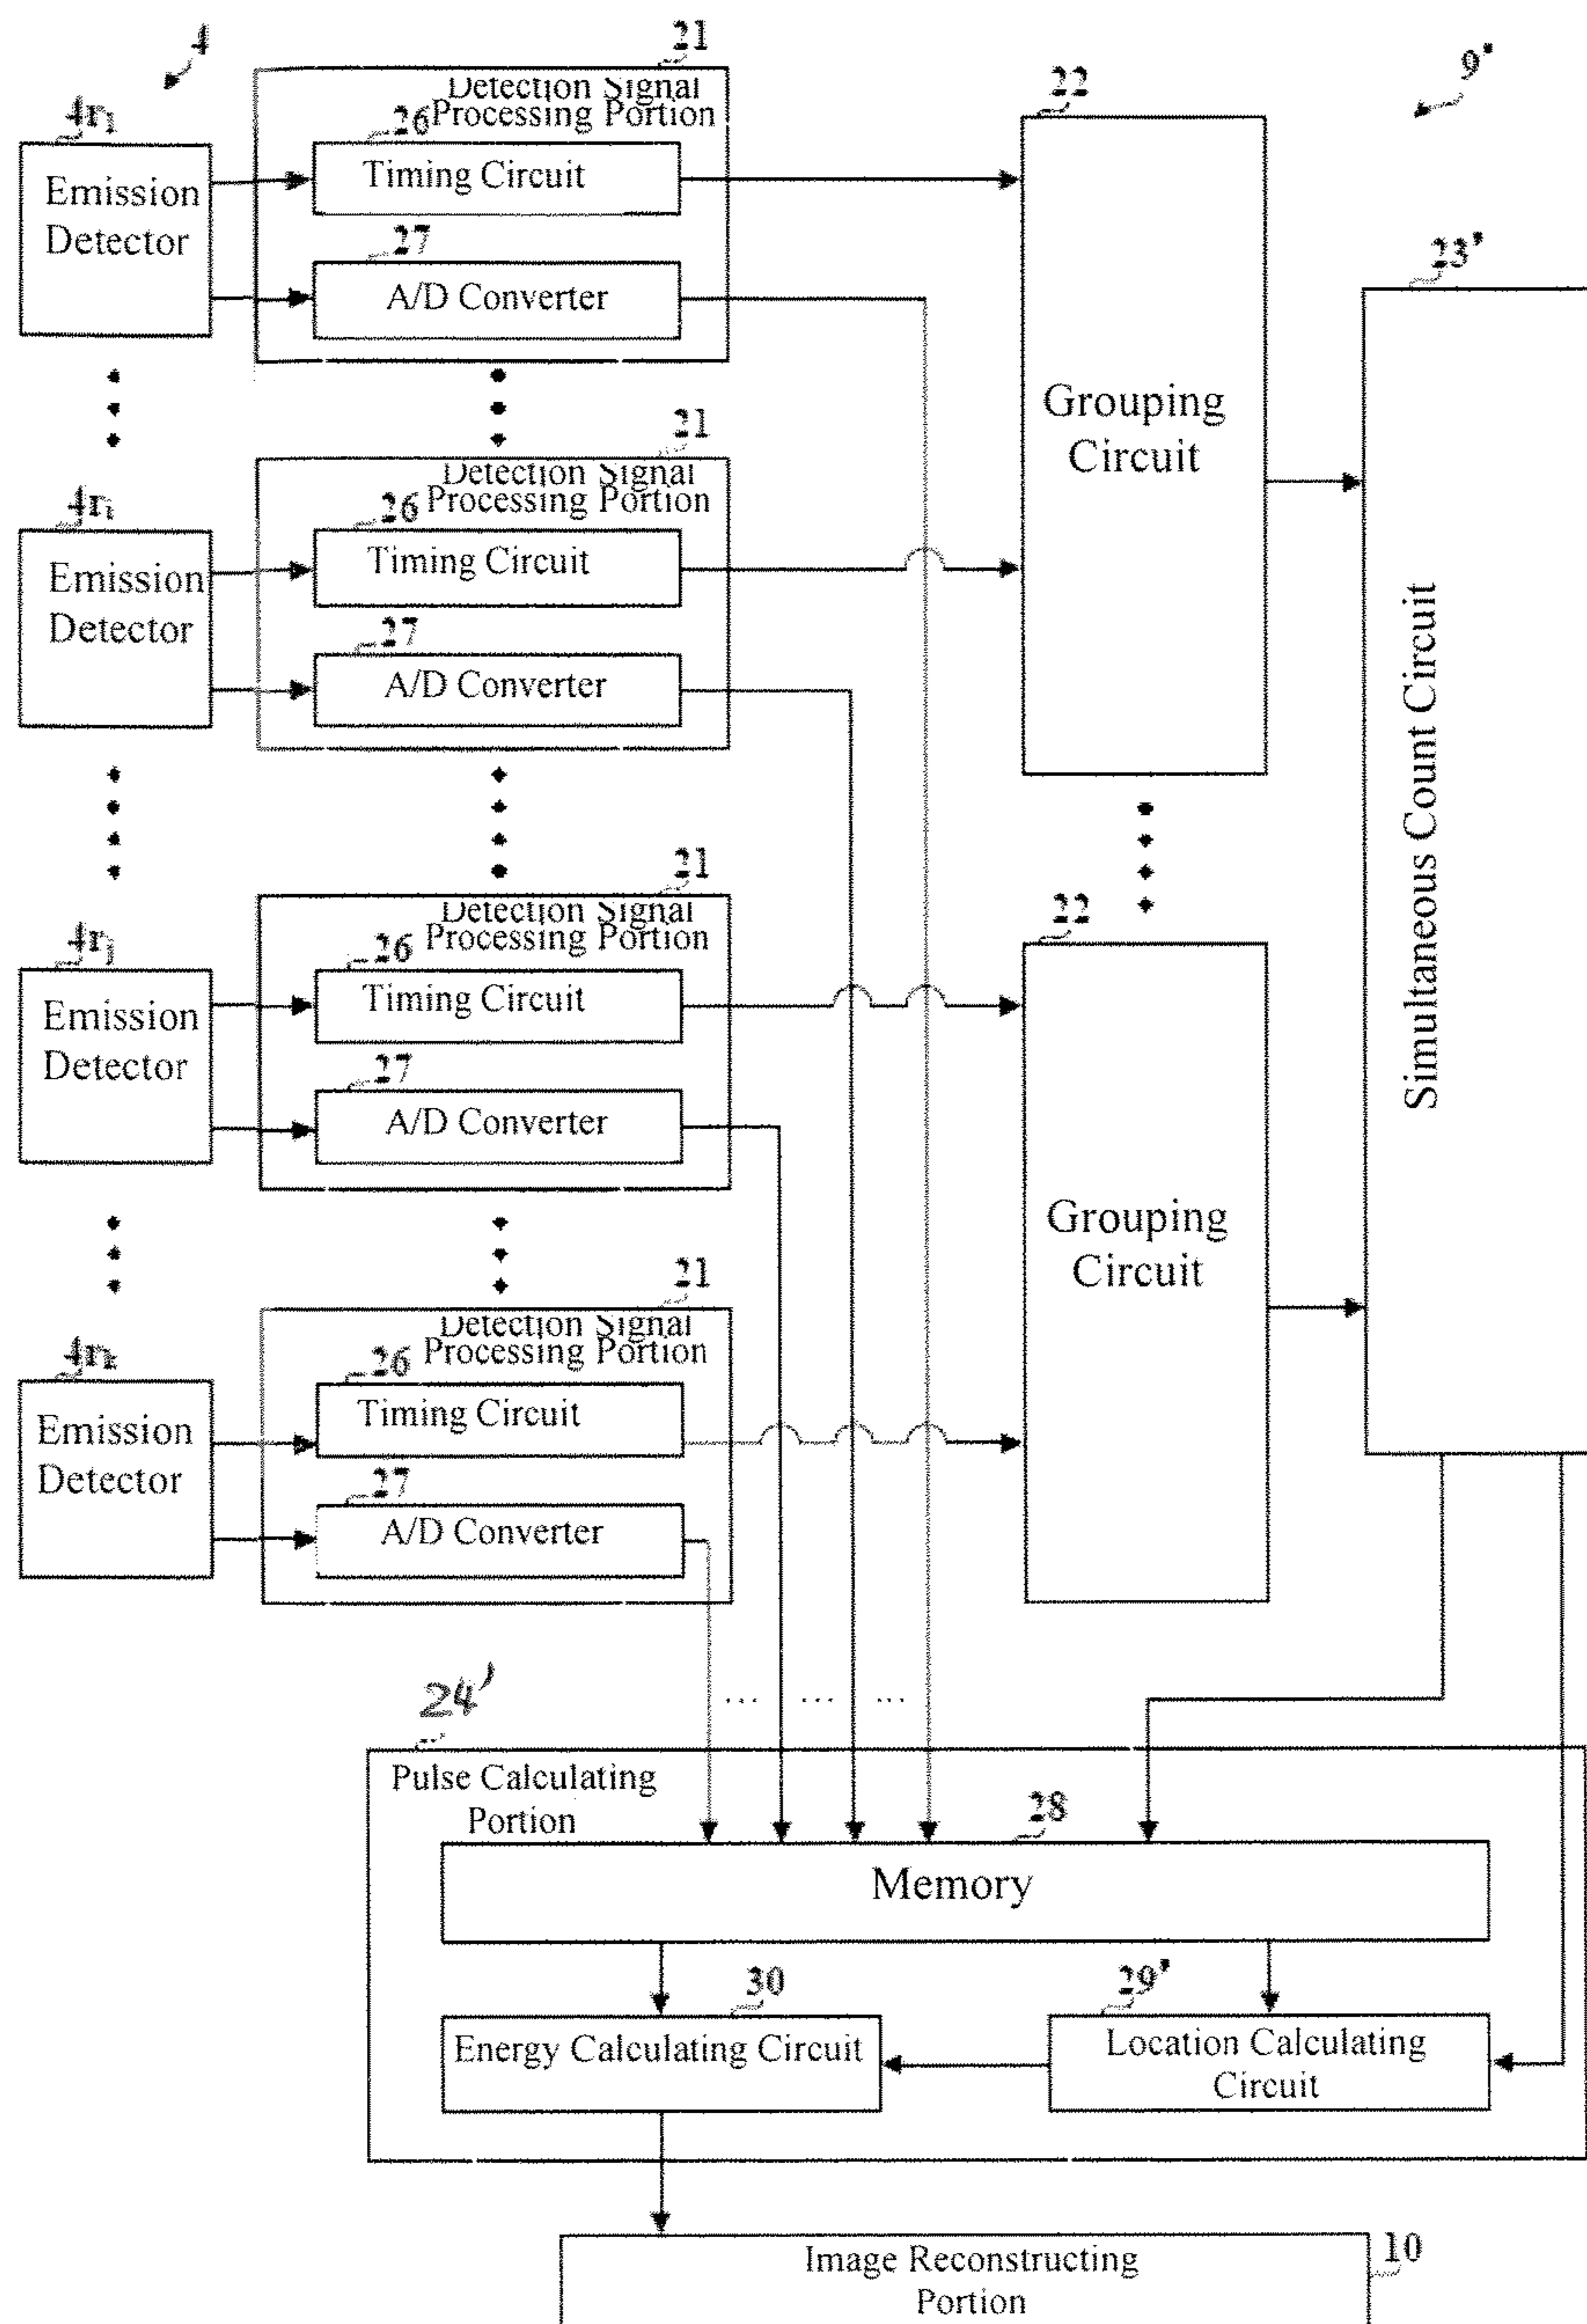 4
21
9'
Detection Signal
Processing Portion
22
4r₁
26
Emission
Detector
Timing Circuit
27
A/D Converter
23'
Grouping
Circuit
21
Detection Signal
Processing Portion
4rᵢ
26
Emission
Detector
Timing Circuit
27
A/D Converter
Simultaneous Count Circuit
21
Detection Signal
Processing Portion
22
4rⱼ
26
Emission
Detector
Timing Circuit
27
A/D Converter
Grouping
Circuit
21
Detection Signal
Processing Portion
4rₖ
26
Emission
Detector
Timing Circuit
27
A/D Converter
24'
... ... ...
Pulse Calculating
Portion
28
Memory
30
29'
Energy Calculating Circuit
Location Calculating
Circuit
10
Image Reconstructing
Portion